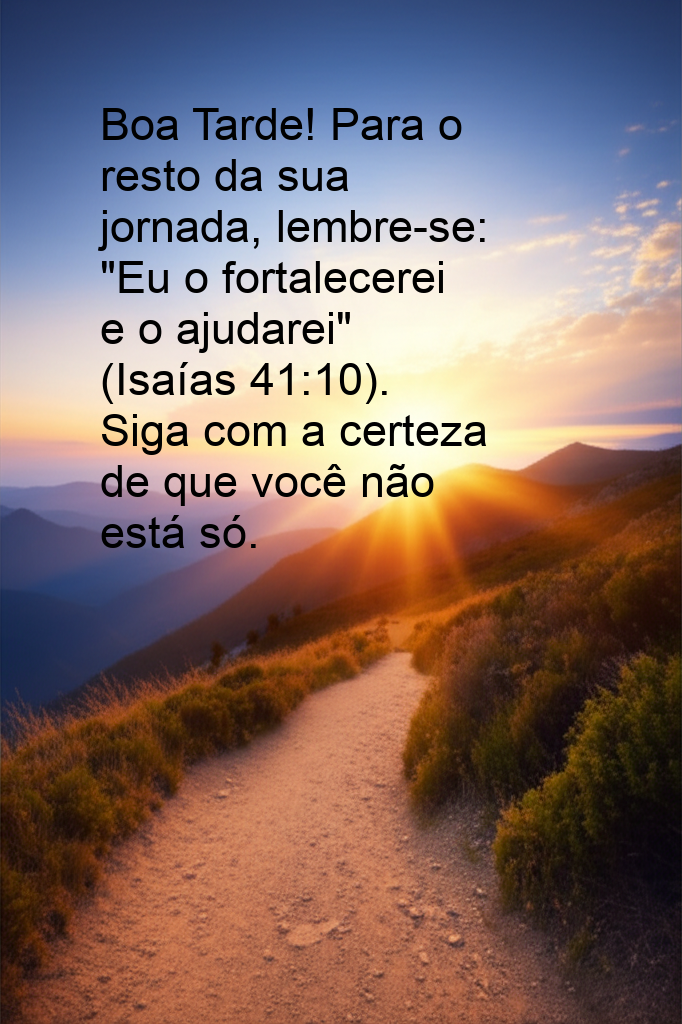 Boa Tarde! Para o
resto da sua
jornada, lembre-se:
"Eu o fortalecerei
e o ajudarei"
(Isaías 41:10).
Siga com a certeza
de que você não
está só.